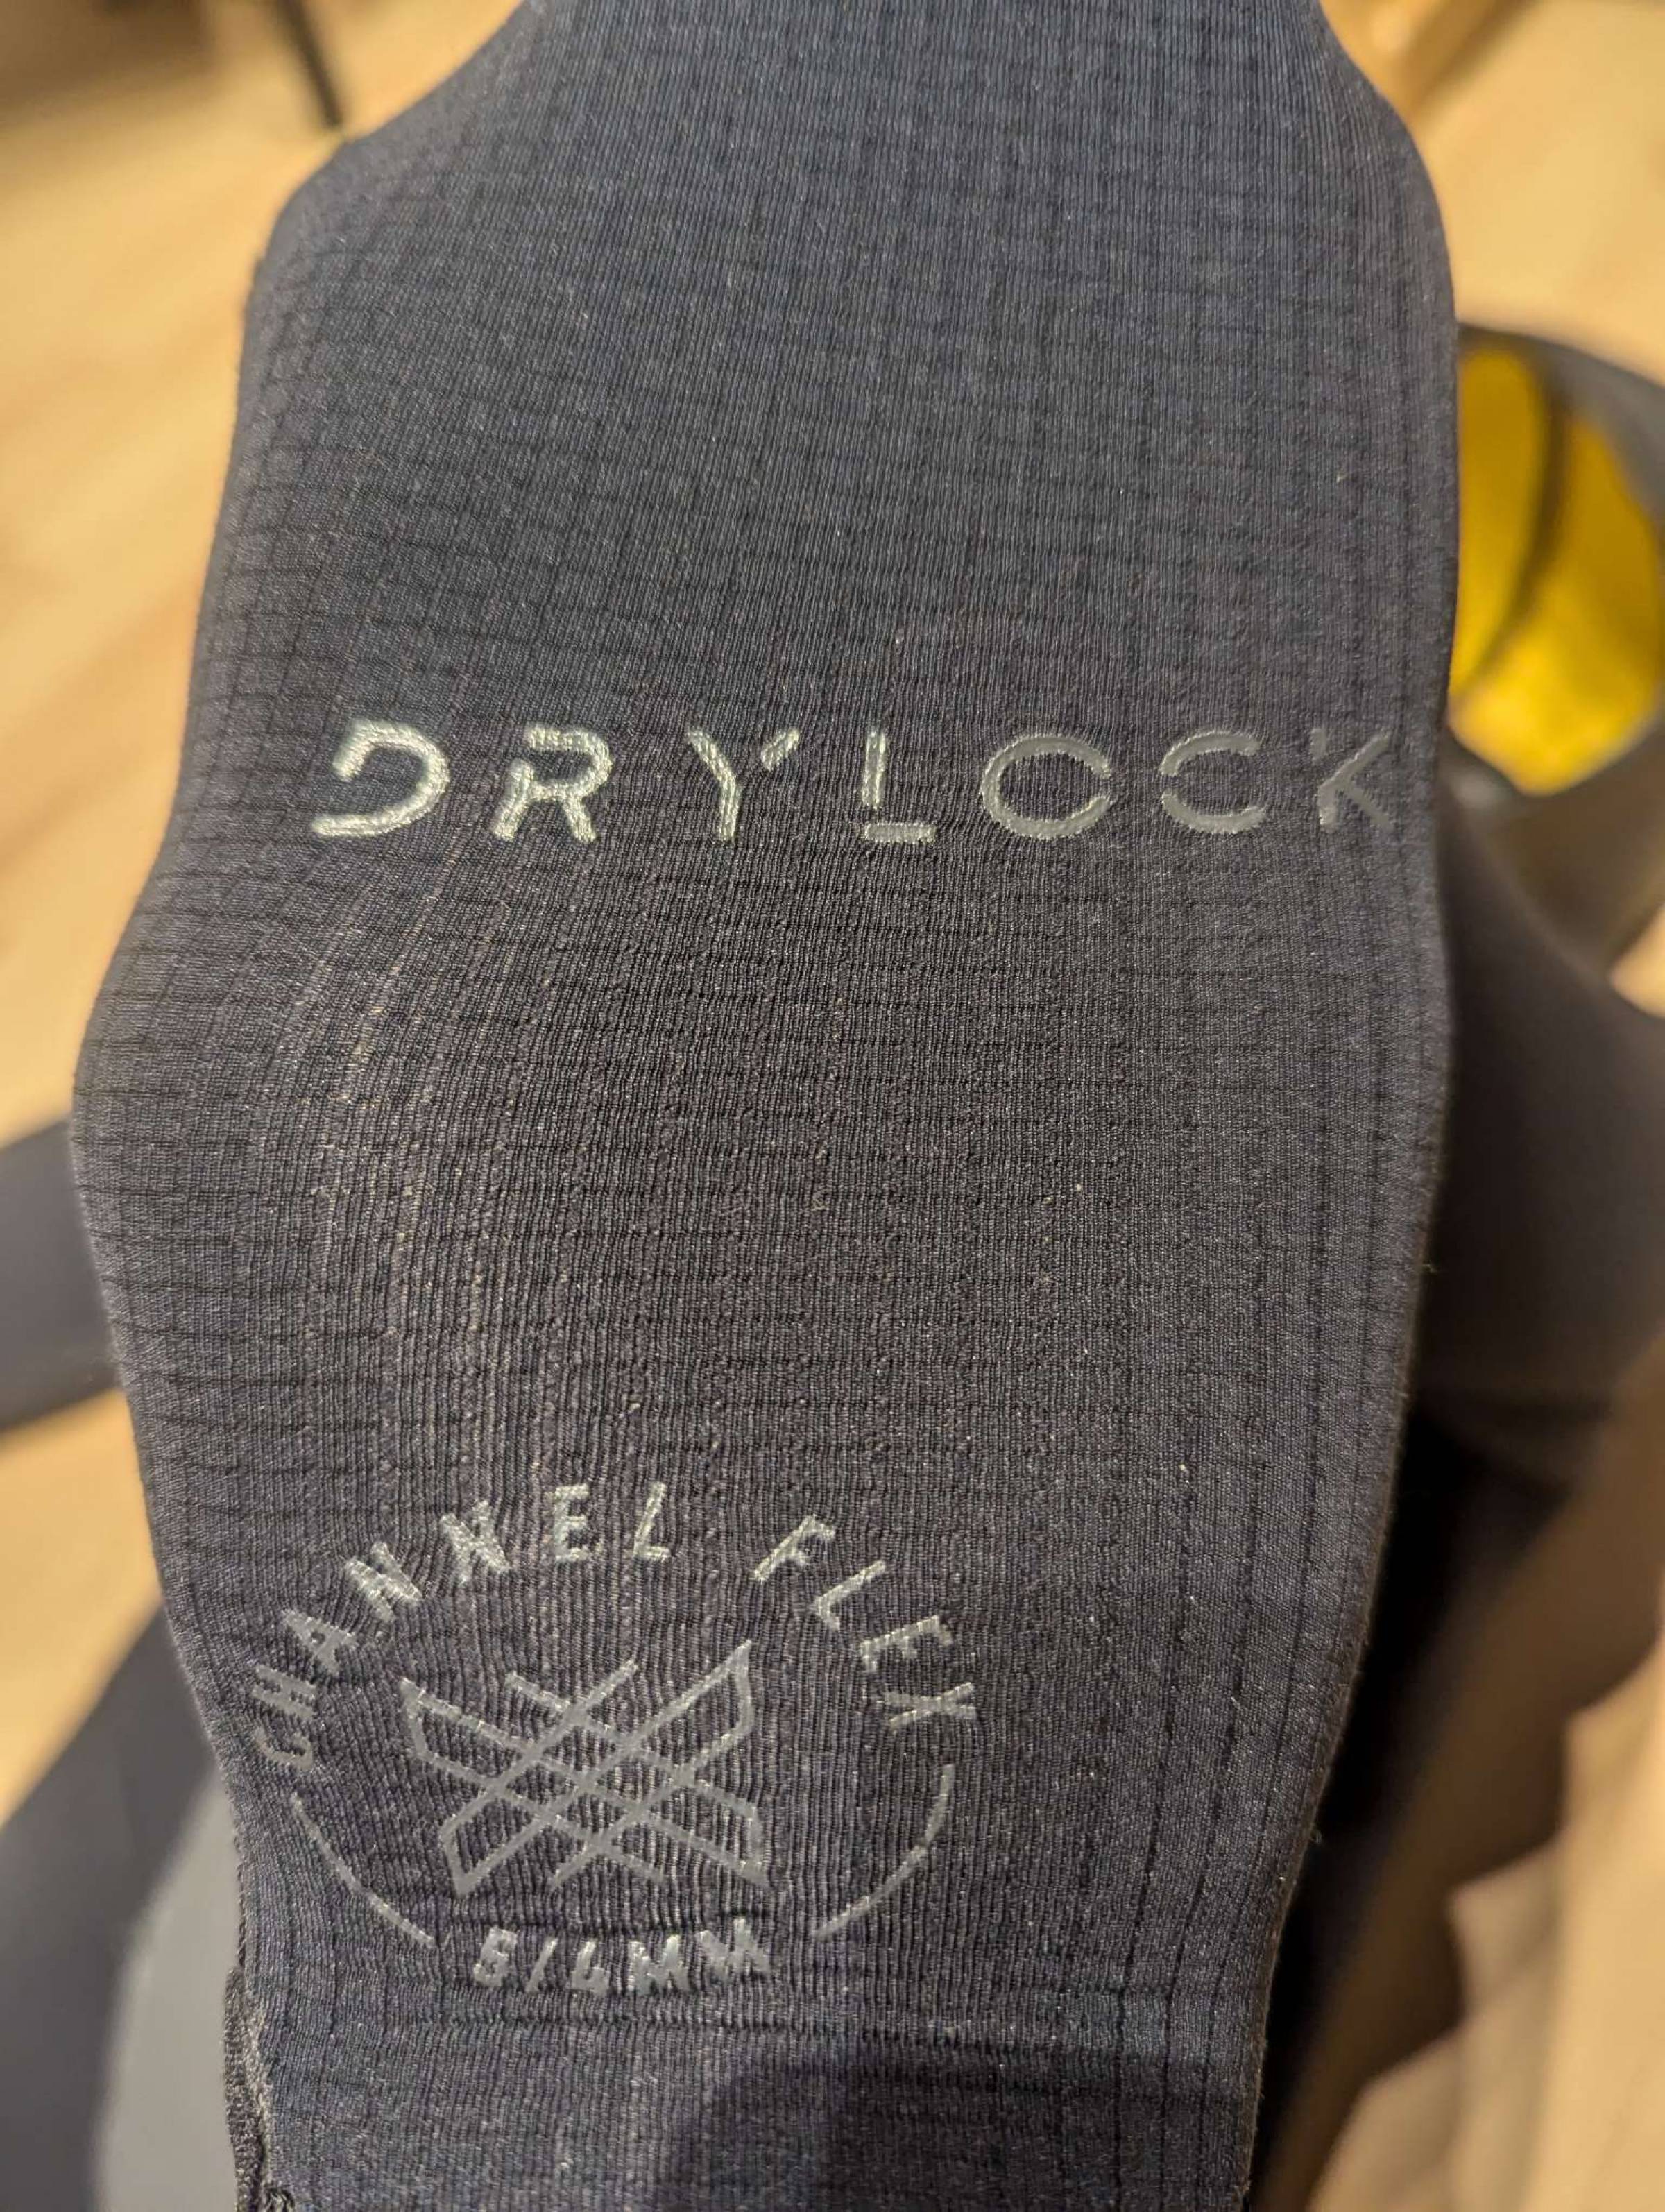 DRYLOCK
CHANNEL FLEX
5/4MM